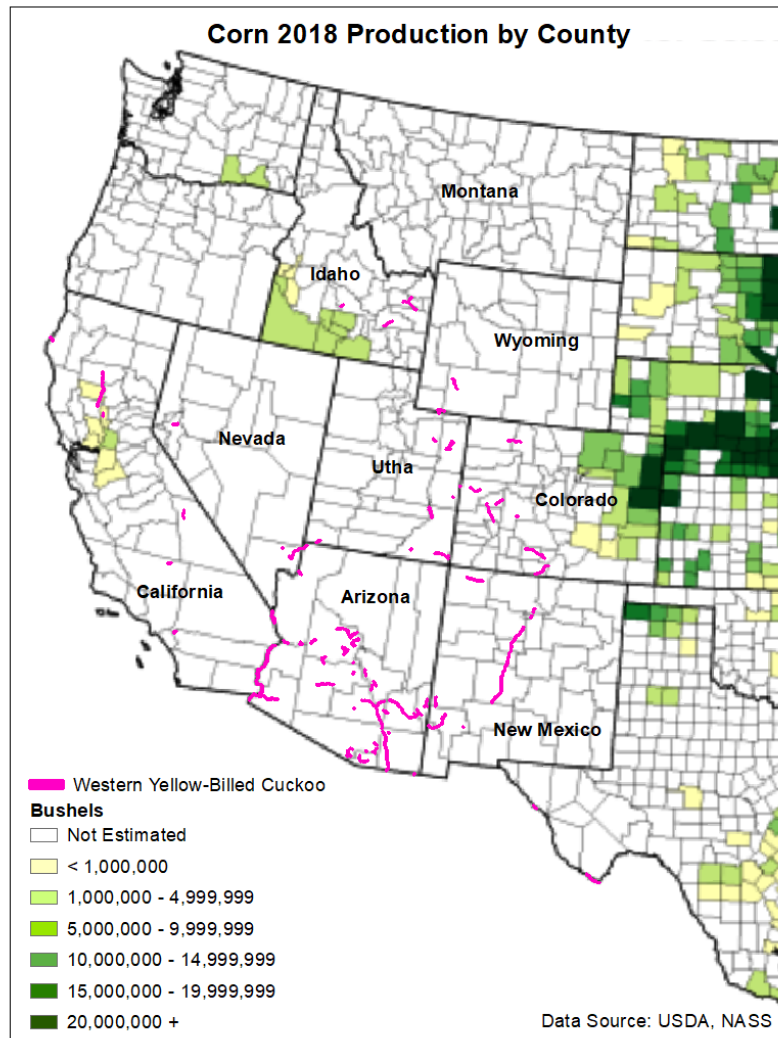 Corn 2018 Production by County
Montana
Idaho
Wyoming
Nevada
Utha
Colorado
California
Arizona
New Mexico
Western Yellow-Billed Cuckoo
Bushels
Not Estimated
< 1,000,000
1,000,000 - 4,999,999
5,000,000 - 9,999,999
10,000,000 - 14,999,999
15,000,000 - 19,999,999
20,000,000 +
Data Source: USDA, NASS